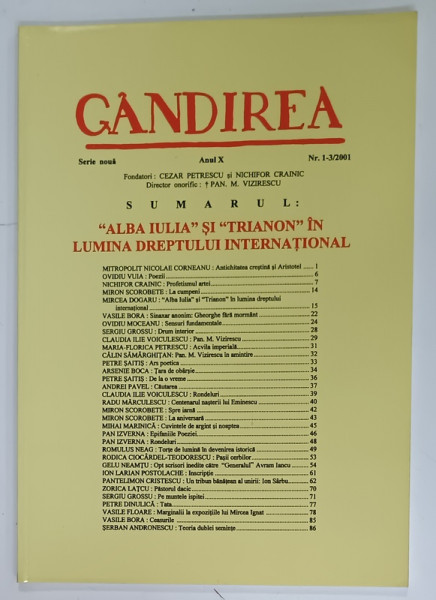 GÂNDIREA
Serie nouă Anul X Nr. 1-3/2001
Fondatori : CEZAR PETRESCU și NICHIFOR CRAINIC
Director onorific : † PAN. M. VIZIRESCU
SUMARUL:
“ALBA IULIA” ȘI “TRIANON” ÎN
LUMINA DREPTULUI INTERNAȚIONAL
MITROPOLIT NICOLAE CORNEANU : Antichitatea creștină și Aristotel ...... 1
OVIDIU VUIA : Poezii ...... 6
NICHIFOR CRAINIC : Profetismul artei ...... 7
MIRON SCOROBETE : La cumpeni ...... 14
MIRCEA DOGARU : “Alba Iulia” și “Trianon” în lumina dreptului
internațional ...... 15
VASILE BORA : Sinaxar anonim: Gheorghe fără mormânt ...... 22
OVIDIU MOCEANU : Sensuri fundamentale ...... 24
SERGIU GROSSU : Drum interior ...... 28
CLAUDIA ILIE VOICULESCU : Pan. M. Vizirescu ...... 29
MARIA-FLORICA PETRESCU : Acvila imperială ...... 31
CĂLIN SĂMĂRGHIȚAN: Pan. M. Vizirescu în amintire ...... 32
PETRE ȘAITIȘ : Ars poetica ...... 33
ARSENIE BOCA : Țara de obârșie ...... 34
PETRE ȘAITIȘ : De la o vreme ...... 36
ANDREI PAVEL : Căutarea ...... 37
CLAUDIA ILIE VOICULESCU : Rondeluri ...... 39
RADU MÂRCULESCU : Centenarul nașterii lui Eminescu ...... 40
MIRON SCOROBETE : Spre iarnă ...... 42
MIRON SCOROBETE : La aniversară ...... 43
MIHAI MARINICĂ : Cuvintele de argint și noaptea ...... 45
PAN IZVERNA : Epifaniile Poeziei ...... 46
PAN IZVERNA : Rondeluri ...... 48
ROMULUS NEAG : Torțe de lumină în devenirea istorică ...... 49
RODICA CIOCÂRDEL-TEODORESCU : Pașii orbilor ...... 53
GELU NEAMȚU : Opt scrisori inedite către “Generalul” Avram Iancu ...... 54
ION LARIAN POSTOLACHE : Inscripție ...... 61
PANTELIMON CRISTESCU : Un tribun bănățean al unirii: Ion Sârbu ...... 62
ZORICA LAȚCU : Păstorul dacic ...... 70
SERGIU GROSSU : Pe muntele ispitei ...... 71
PETRE DINULICĂ : Tata ...... 77
VASILE FLOARE : Marginalii la expozițiile lui Mircea Ignat ...... 78
VASILE BORA : Ceasurile ...... 85
ȘERBAN ANDRONESCU : Teoria dublei semințe ...... 86